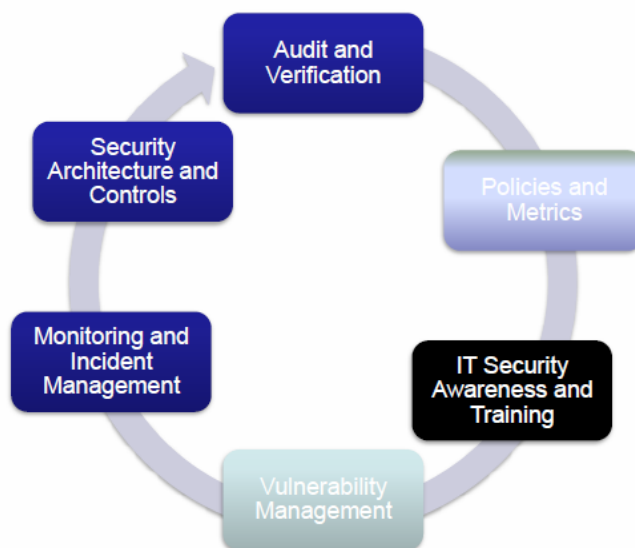 Audit and
Verification
Policies and
Metrics
IT Security
Awareness and
Training
Vulnerability
Management
Monitoring and
Incident
Management
Security
Architecture and
Controls